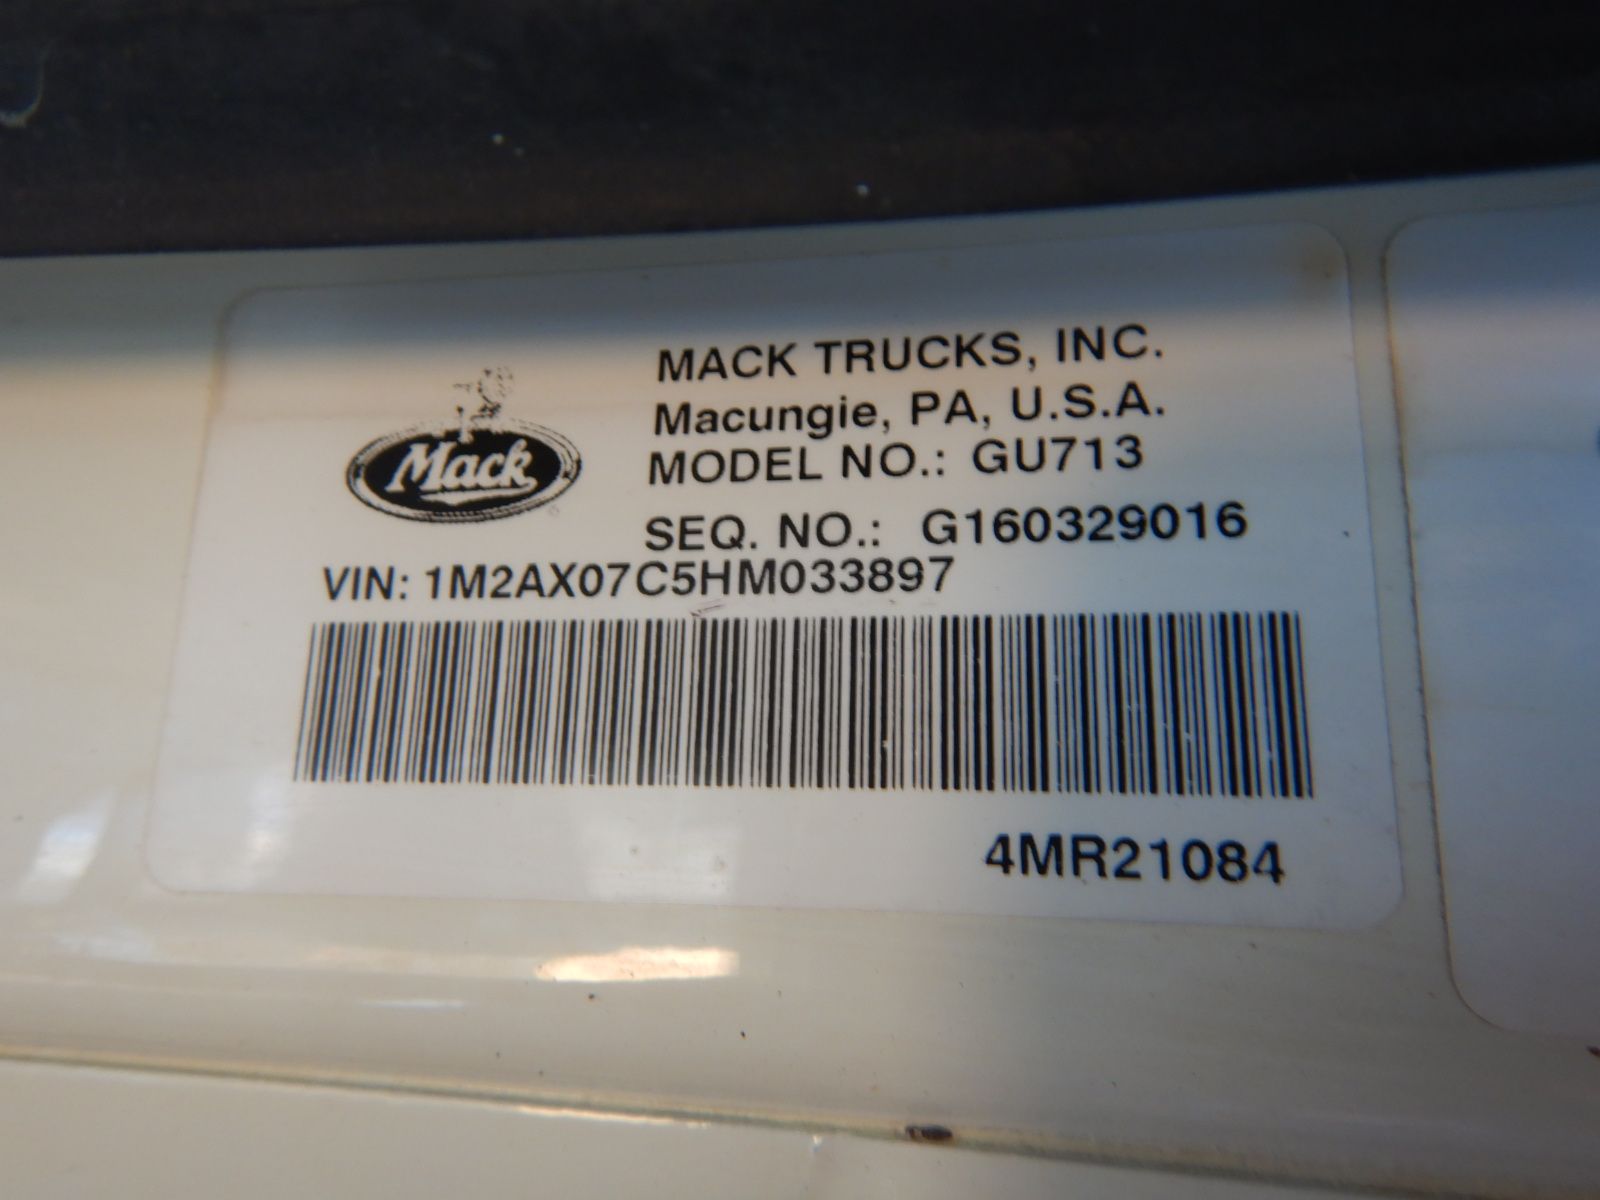 MACK TRUCKS, INC.
Macungie, PA, U.S.A.
MODEL NO.: GU713
Mack
SEQ. NO.: G160329016
VIN: 1M2AX07C5HM033897
4MR21084